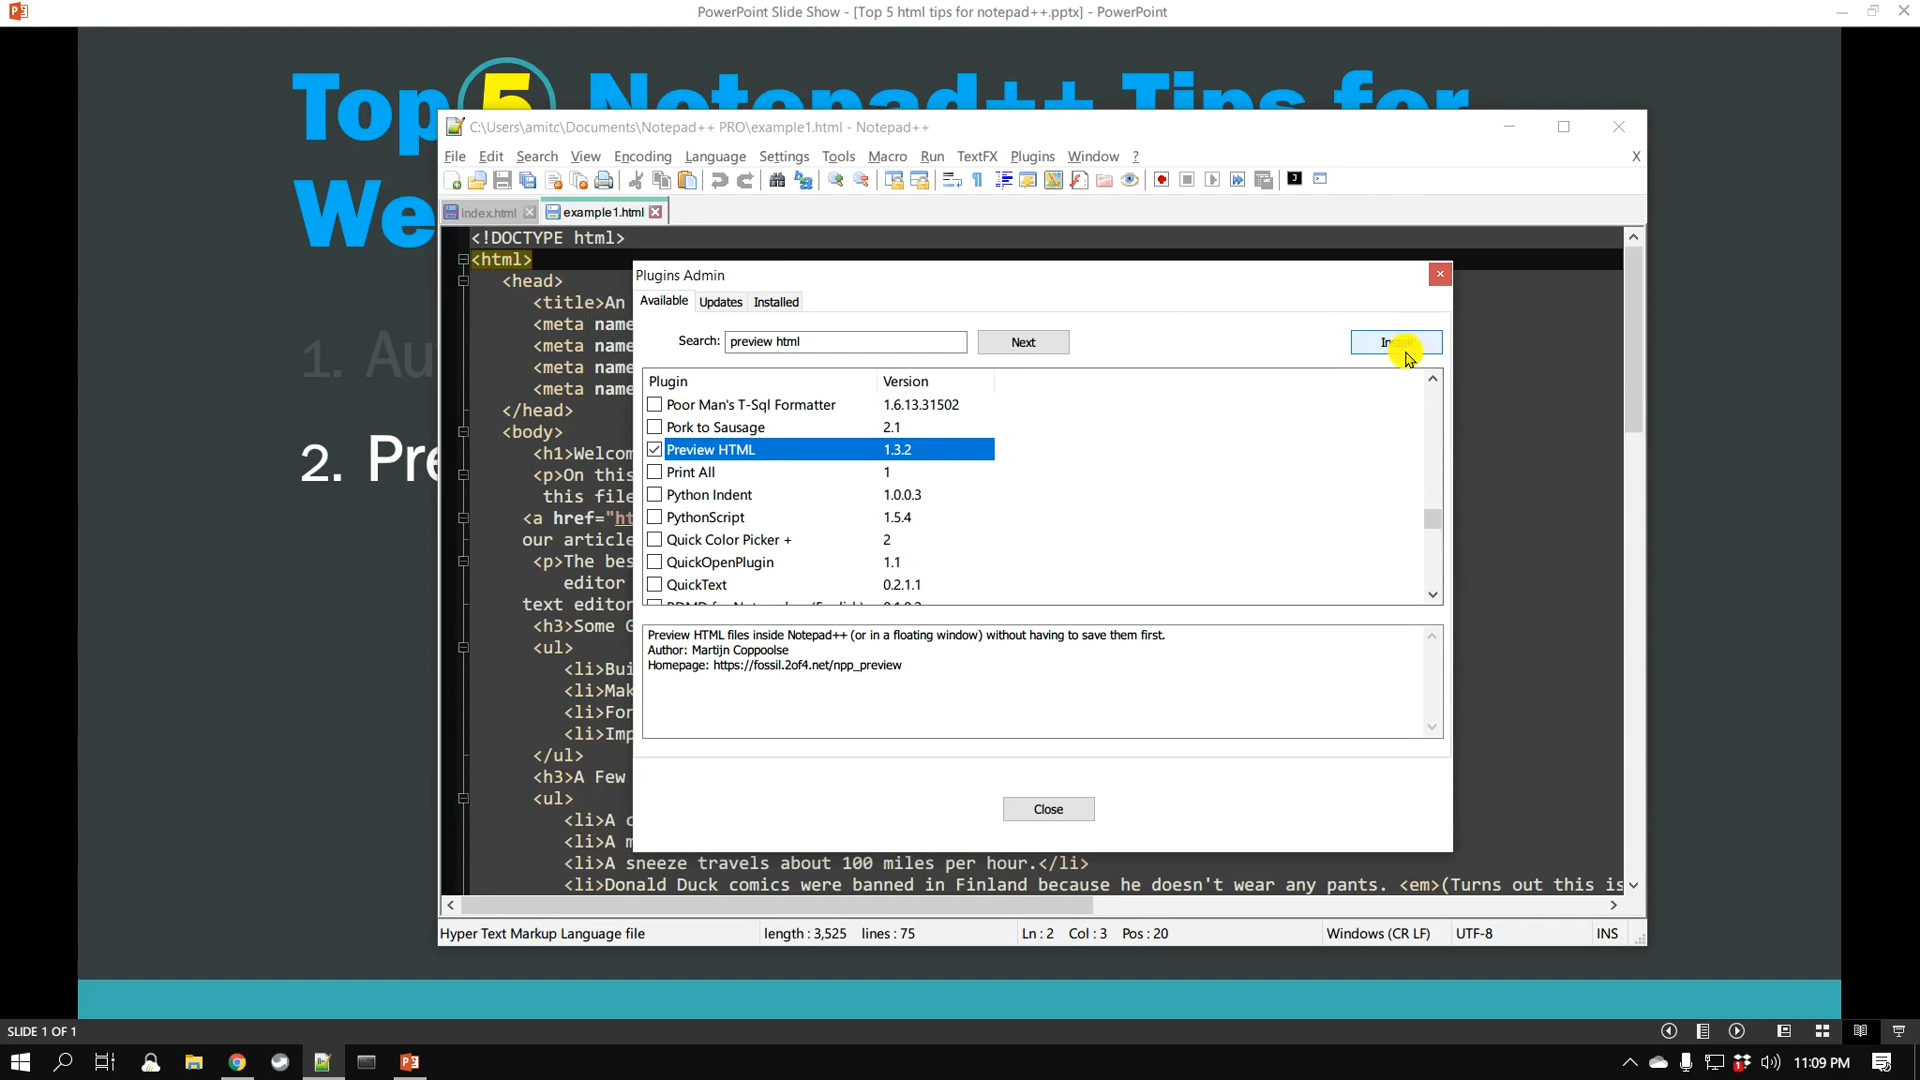 PowerPoint Slide Show - [Top 5 html tips for notepad++.pptx] - PowerPoint
Top 5 Notepad++ Tips for
We
1. Au
2. Pre
C:\Users\amitc\Documents\Notepad++ PRO\example1.html - Notepad++
File Edit Search View Encoding Language Settings Tools Macro Run TextFX Plugins Window ? X
index.html example1.html
<!DOCTYPE html>
<html>
<head>
<title>An
<meta name
<meta name
<meta name
<meta name
</head>
<body>
<h1>Welcom
<p>On this
this file
<a href="ht
our article
<p>The bes
editor
text editor
<h3>Some G
<ul>
<li>Bui
<li>Mak
<li>For
<li>Imp
</ul>
<h3>A Few
<ul>
<li>A c
<li>A m
<li>A sneeze travels about 100 miles per hour.</li>
<li>Donald Duck comics were banned in Finland because he doesn't wear any pants. <em>(Turns out this is
Plugins Admin
Available Updates Installed
Search: preview html Next Install
Plugin Version
Poor Man's T-Sql Formatter 1.6.13.31502
Pork to Sausage 2.1
Preview HTML 1.3.2
Print All 1
Python Indent 1.0.0.3
PythonScript 1.5.4
Quick Color Picker + 2
QuickOpenPlugin 1.1
QuickText 0.2.1.1
Preview HTML files inside Notepad++ (or in a floating window) without having to save them first.
Author: Martijn Coppoolse
Homepage: https://fossil.2of4.net/npp_preview
Close
Hyper Text Markup Language file length : 3,525 lines : 75 Ln : 2 Col : 3 Pos : 20 Windows (CR LF) UTF-8 INS
SLIDE 1 OF 1
11:09 PM